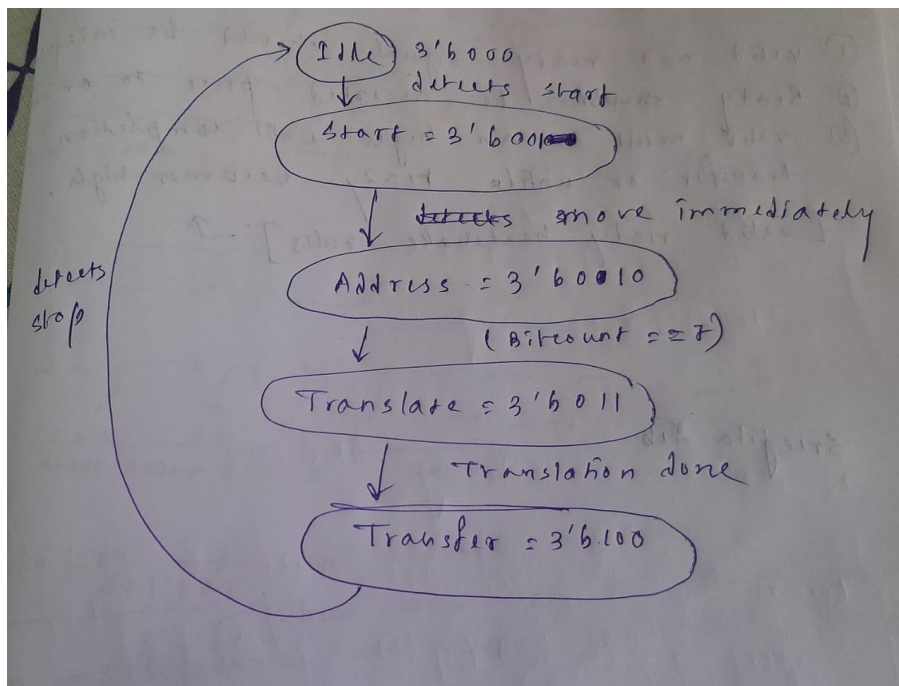 Idle 3'b000
detects start
Start = 3'b001
move immediately
Address = 3'b010
(Bitcount == 7)
Translate = 3'b011
Translation done
Transfer = 3'b100
detects
stop